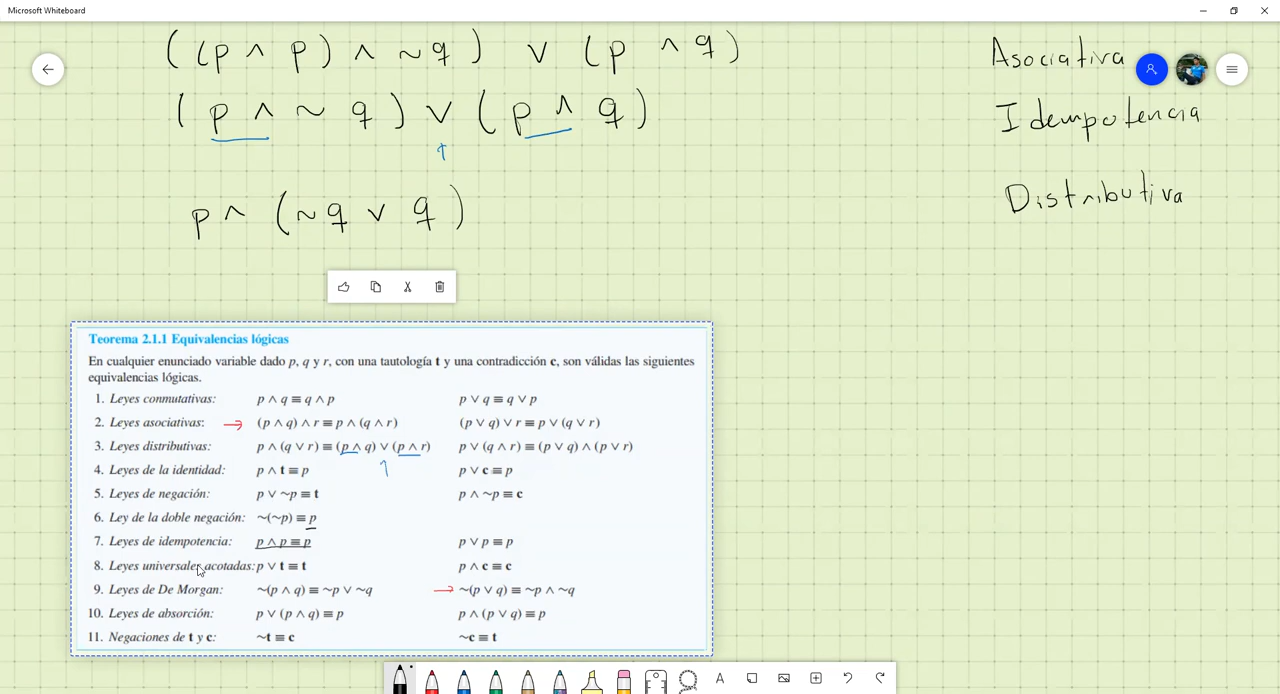 Microsoft Whiteboard
((p ∧ p) ∧ ~q) ∨ (p ∧ q) Asociativa
(p ∧ ~q) ∨ (p ∧ q) Idempotencia
p ∧ (~q ∨ q) Distributiva
Teorema 2.1.1 Equivalencias lógicas
En cualquier enunciado variable dado p, q y r, con una tautología t y una contradicción c, son válidas las siguientes
equivalencias lógicas.
1. Leyes conmutativas: p ∧ q ≡ q ∧ p p ∨ q ≡ q ∨ p
2. Leyes asociativas: (p ∧ q) ∧ r ≡ p ∧ (q ∧ r) (p ∨ q) ∨ r ≡ p ∨ (q ∨ r)
3. Leyes distributivas: p ∧ (q ∨ r) ≡ (p ∧ q) ∨ (p ∧ r) p ∨ (q ∧ r) ≡ (p ∨ q) ∧ (p ∨ r)
4. Leyes de la identidad: p ∧ t ≡ p p ∨ c ≡ p
5. Leyes de negación: p ∨ ~p ≡ t p ∧ ~p ≡ c
6. Ley de la doble negación: ~(~p) ≡ p
7. Leyes de idempotencia: p ∧ p ≡ p p ∨ p ≡ p
8. Leyes universales acotadas: p ∨ t ≡ t p ∧ c ≡ c
9. Leyes de De Morgan: ~(p ∧ q) ≡ ~p ∨ ~q ~(p ∨ q) ≡ ~p ∧ ~q
10. Leyes de absorción: p ∨ (p ∧ q) ≡ p p ∧ (p ∨ q) ≡ p
11. Negaciones de t y c: ~t ≡ c ~c ≡ t